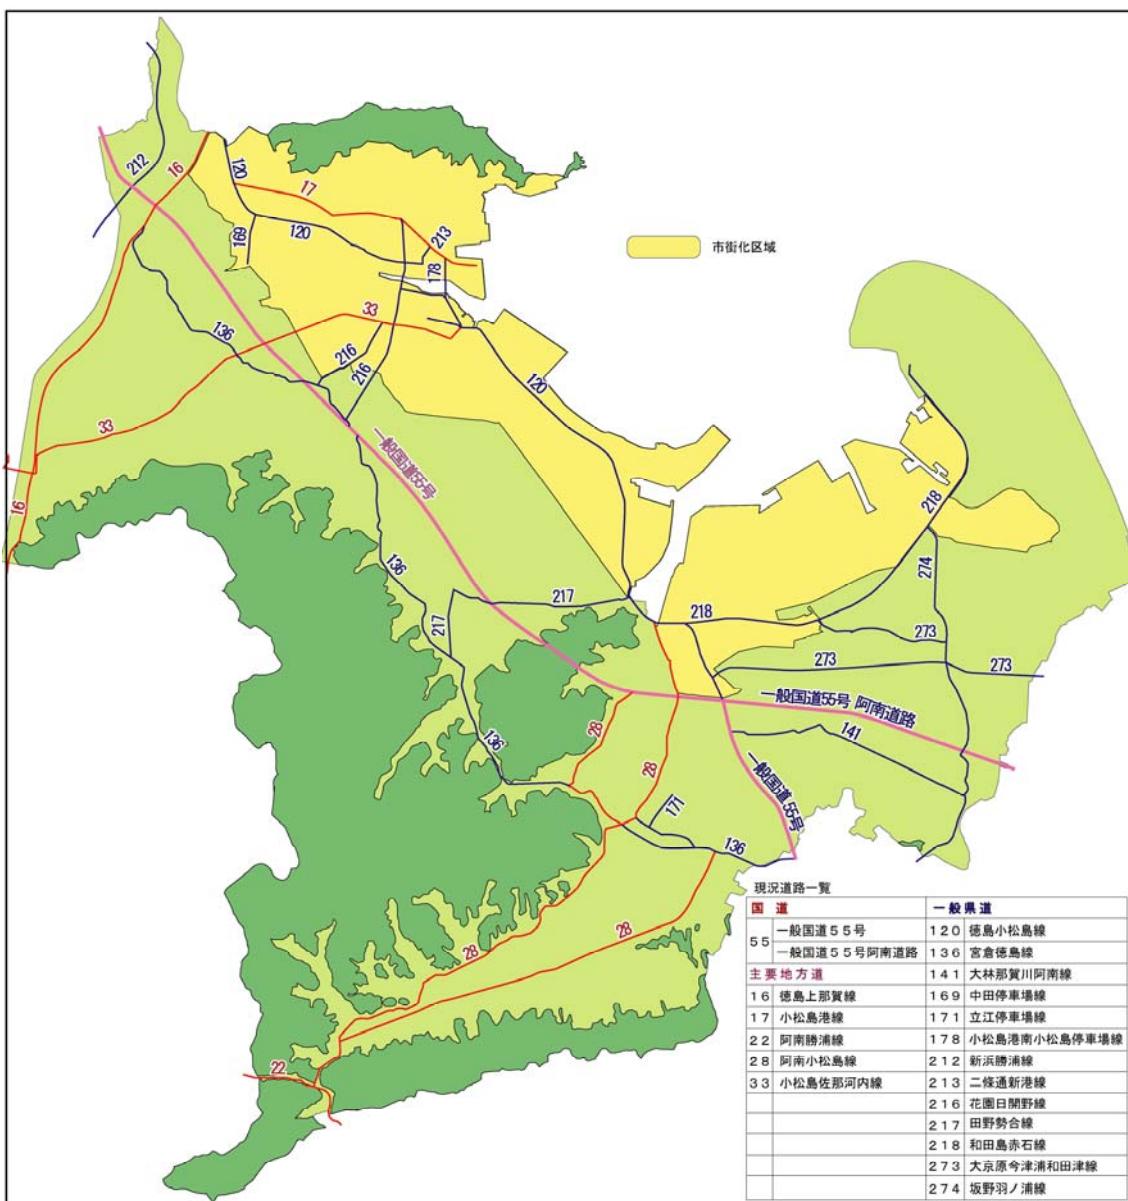 212
16
120
17
169
120
213
178
市街化区域
33
136
216
216
120
33
一般国道55号
16
218
136
274
217
217
218
273
273
273
一般国道55号 阿南道路
28
136
141
28
一般国道 55号
171
136
28
28
22
現況道路一覧
国 道
55 一般国道55号
一般国道55号阿南道路
主要地方道
16 徳島上那賀線
17 小松島港線
22 阿南勝浦線
28 阿南小松島線
33 小松島佐那河内線
一般県道
120 徳島小松島線
136 宮倉徳島線
141 大林那賀川阿南線
169 中田停車場線
171 立江停車場線
178 小松島港南小松島停車場線
212 新浜勝浦線
213 二條通新港線
216 花園日開野線
217 田野勢合線
218 和田島赤石線
273 大京原今津浦和田津線
274 坂野羽ノ浦線